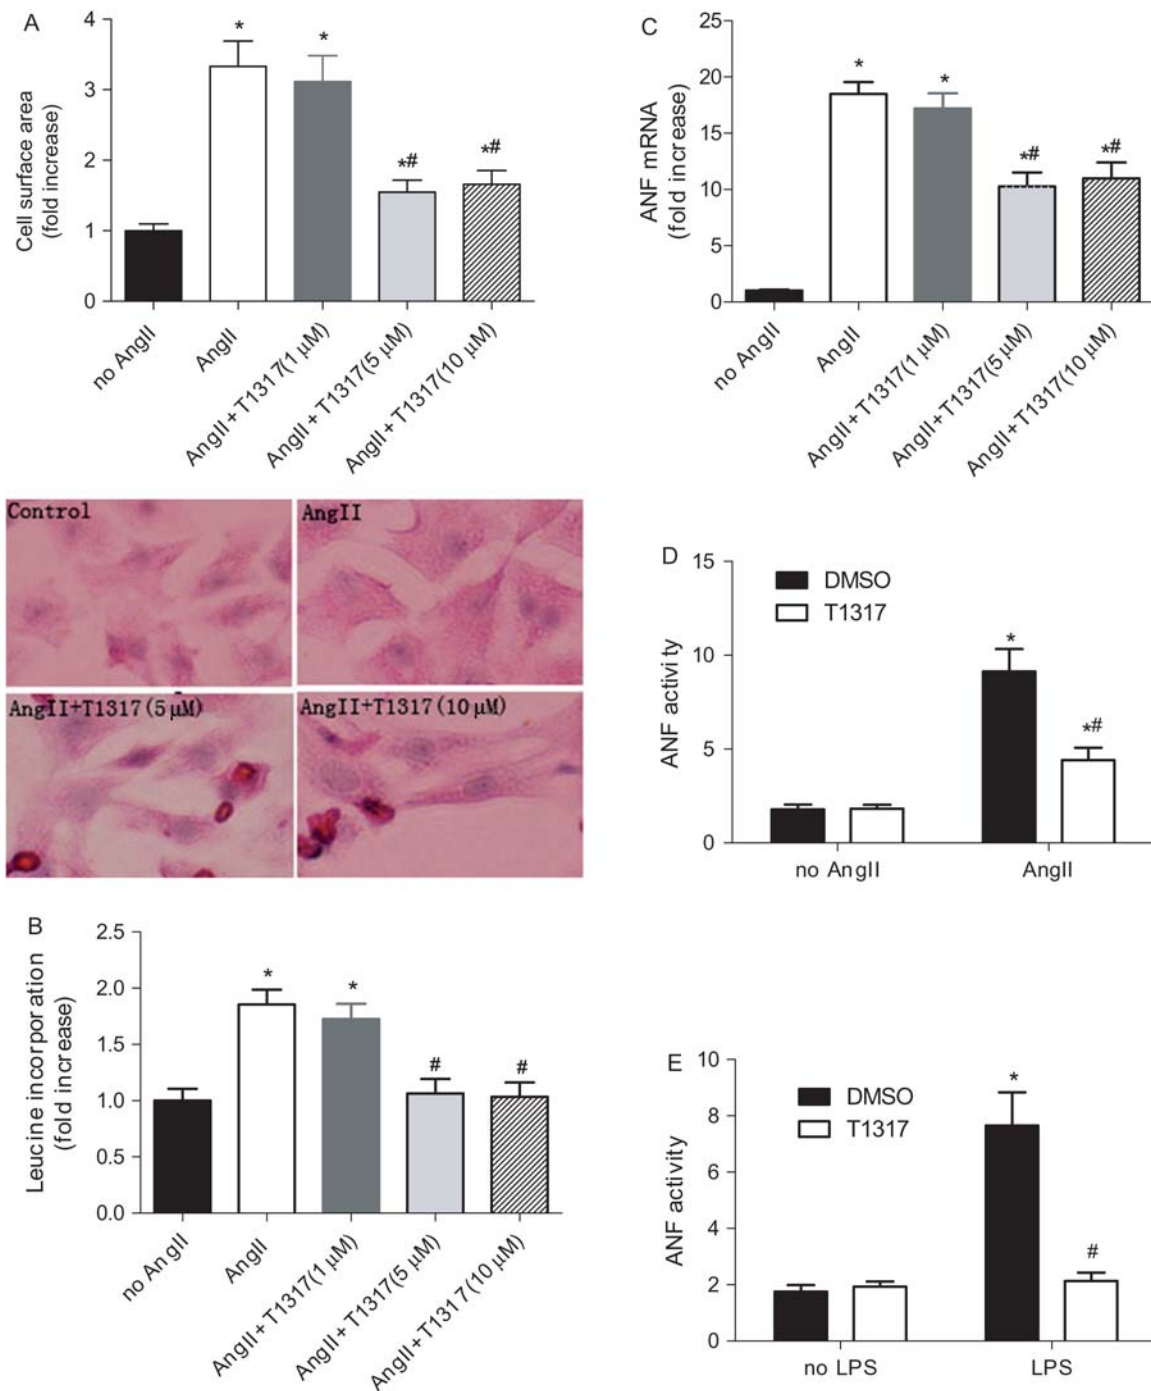 A
Cell surface area
(fold increase)
4
3
2
1
0
*
*
*#
*#
no AngII
AngII
AngII+T1317(1 μM)
AngII+T1317(5 μM)
AngII+T1317(10 μM)
Control
AngII
AngII+T1317(5μM)
AngII+T1317(10μM)
B
Leucine incorporation
(fold increase)
2.5
2.0
1.5
1.0
0.5
0.0
*
*
#
#
no AngII
AngII
AngII+T1317(1 μM)
AngII+T1317(5 μM)
AngII+T1317(10 μM)
C
ANF mRNA
(fold increase)
25
20
15
10
5
0
*
*
*#
*#
no AngII
AngII
AngII+T1317(1 μM)
AngII+T1317(5 μM)
AngII+T1317(10 μM)
D
ANF activity
15
10
5
0
DMSO
T1317
*
*#
no AngII
AngII
E
ANF activity
10
8
6
4
2
0
DMSO
T1317
*
#
no LPS
LPS